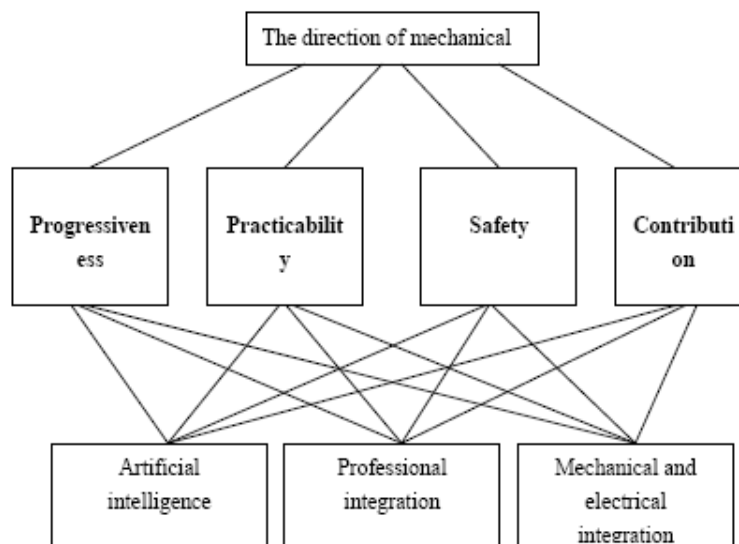 The direction of mechanical
Progressiven
ess
Practicabilit
y
Safety
Contributi
on
Artificial
intelligence
Professional
integration
Mechanical and
electrical
integration